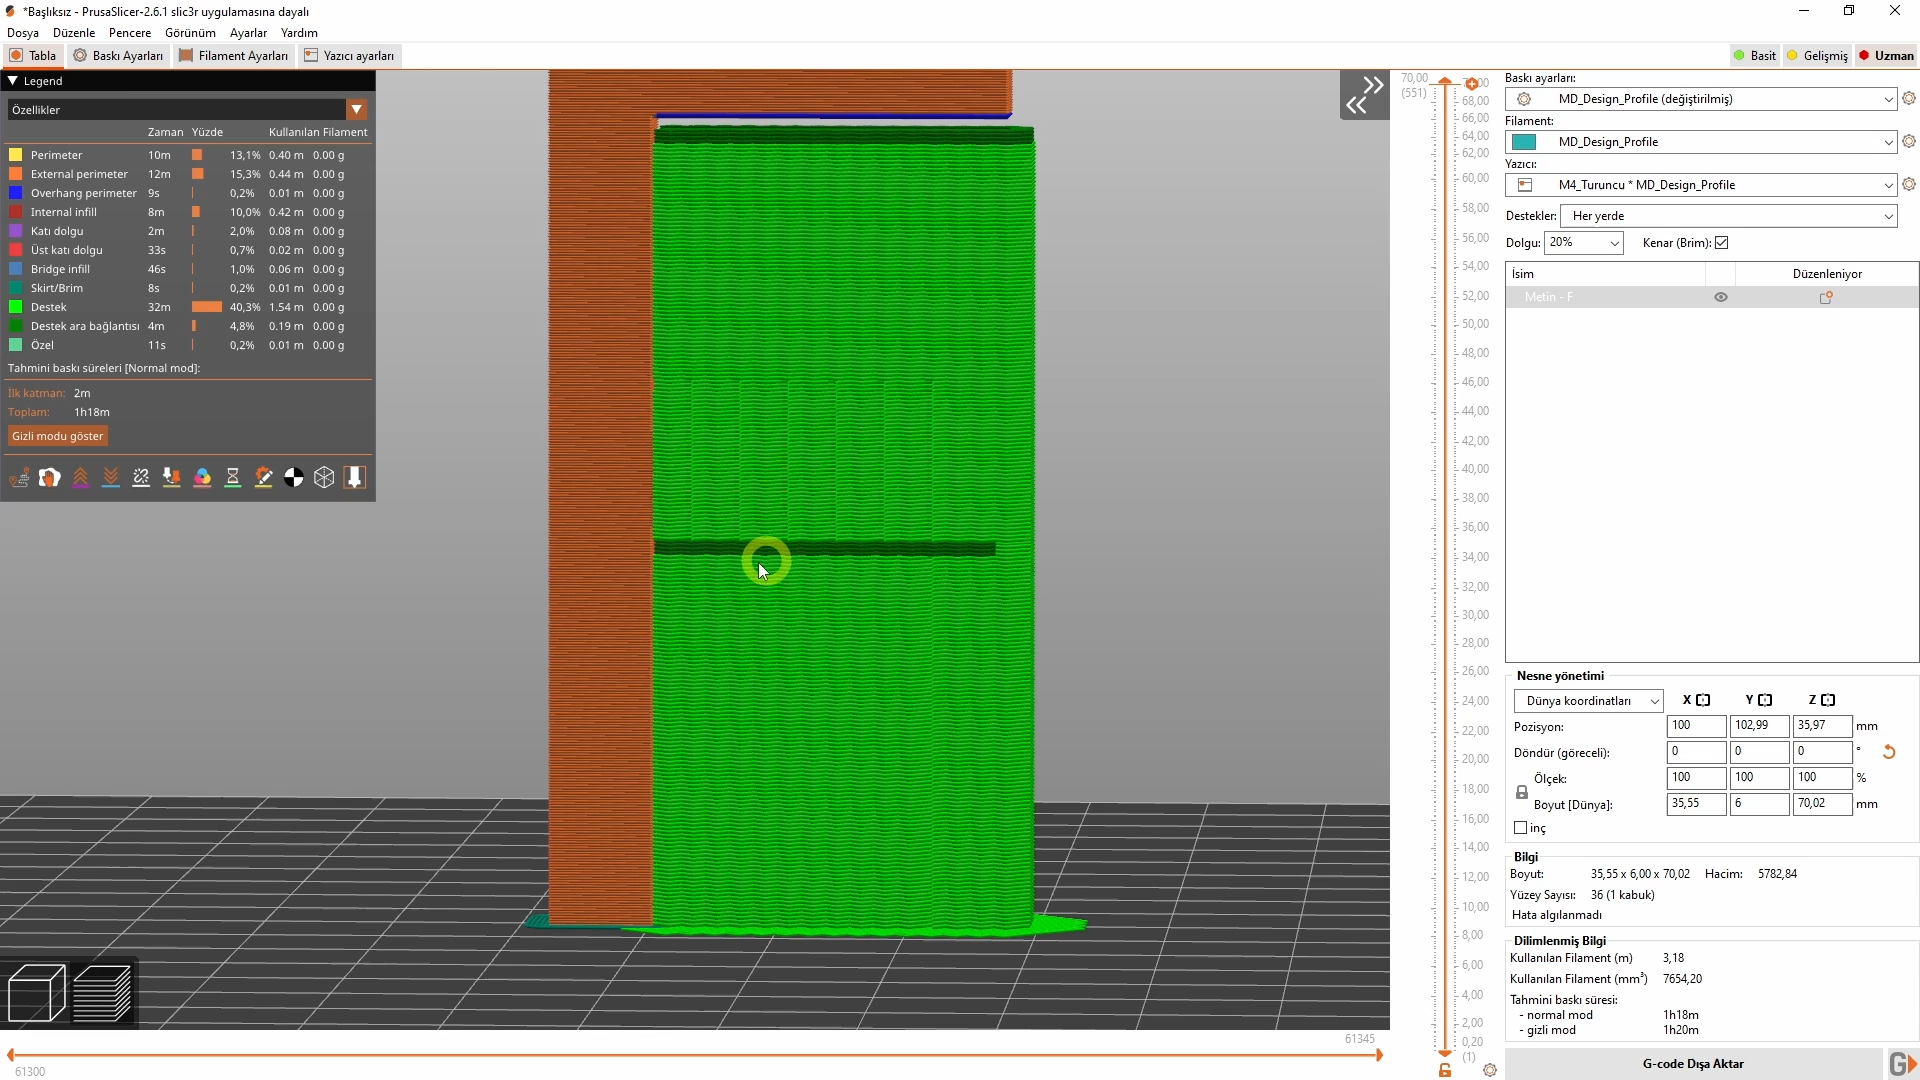 *Başlıksız - PrusaSlicer-2.6.1 slic3r uygulamasına dayalı
Dosya Düzenle Pencere Görünüm Ayarlar Yardım
Tabla Baskı Ayarları Filament Ayarları Yazıcı ayarları
Basit Gelişmiş Uzman
Legend
Özellikler
Zaman Yüzde Kullanılan Filament
Perimeter 10m 13,1% 0.40 m 0.00 g
External perimeter 12m 15,3% 0.44 m 0.00 g
Overhang perimeter 9s 0,2% 0.01 m 0.00 g
Internal infill 8m 10,0% 0.42 m 0.00 g
Katı dolgu 2m 2,0% 0.08 m 0.00 g
Üst katı dolgu 33s 0,7% 0.02 m 0.00 g
Bridge infill 46s 1,0% 0.06 m 0.00 g
Skirt/Brim 8s 0,2% 0.01 m 0.00 g
Destek 32m 40,3% 1.54 m 0.00 g
Destek ara bağlantısı 4m 4,8% 0.19 m 0.00 g
Özel 11s 0,2% 0.01 m 0.00 g
Tahmini baskı süreleri [Normal mod]:
İlk katman: 2m
Toplam: 1h18m
Gizli modu göster
70,00
(551)
68,00
66,00
64,00
62,00
60,00
58,00
56,00
54,00
52,00
50,00
48,00
46,00
44,00
42,00
40,00
38,00
36,00
34,00
32,00
30,00
28,00
26,00
24,00
22,00
20,00
18,00
16,00
14,00
12,00
10,00
8,00
6,00
4,00
2,00
0,20
(1)
61345
61300
Baskı ayarları:
MD_Design_Profile (değiştirilmiş)
Filament:
MD_Design_Profile
Yazıcı:
M4_Turuncu * MD_Design_Profile
Destekler: Her yerde
Dolgu: 20% Kenar (Brim):
İsim Düzenleniyor
Metin - F
Nesne yönetimi
Dünya koordinatları X Y Z
Pozisyon: 100 102,99 35,97 mm
Döndür (göreceli): 0 0 0 °
Ölçek: 100 100 100 %
Boyut [Dünya]: 35,55 6 70,02 mm
inç
Bilgi
Boyut: 35,55 x 6,00 x 70,02 Hacim: 5782,84
Yüzey Sayısı: 36 (1 kabuk)
Hata algılanmadı
Dilimlenmiş Bilgi
Kullanılan Filament (m) 3,18
Kullanılan Filament (mm³) 7654,20
Tahmini baskı süresi:
- normal mod 1h18m
- gizli mod 1h20m
G-code Dışa Aktar
G